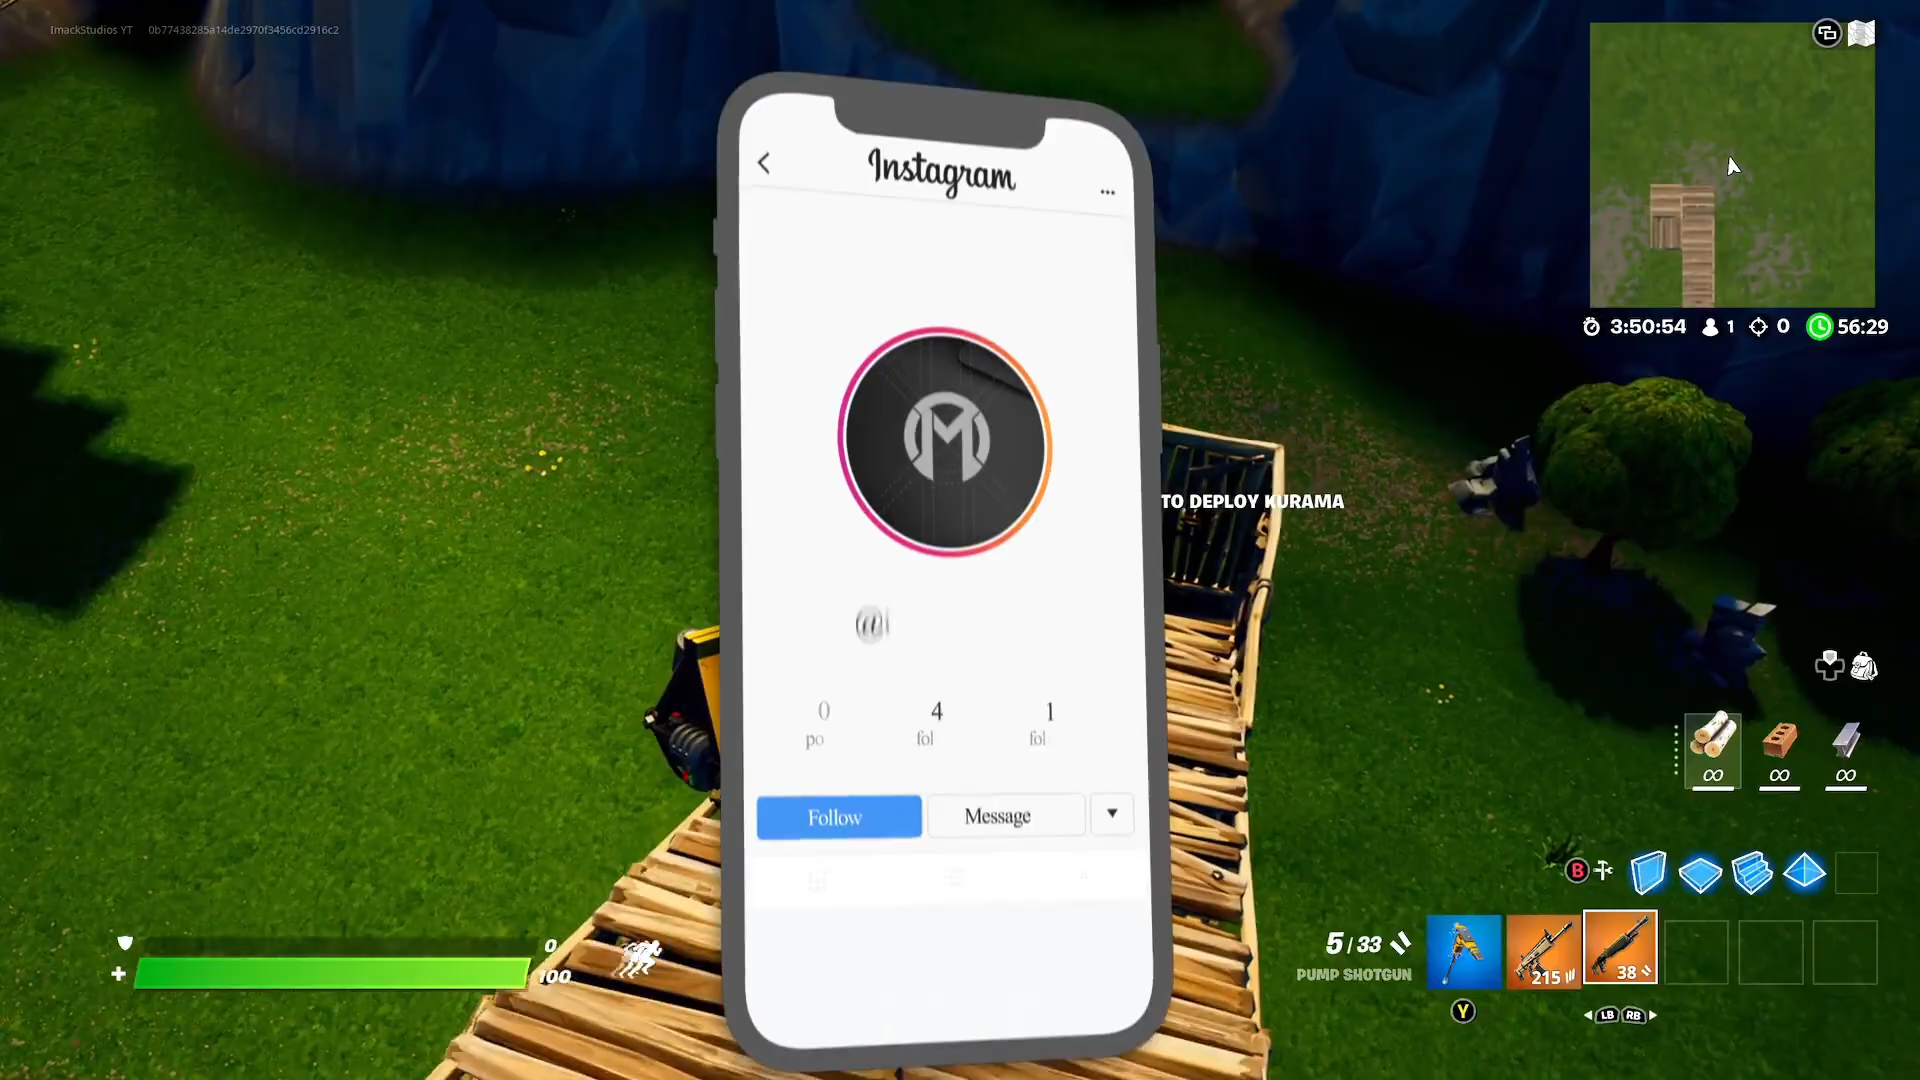 ImackStudios YT 0b77438285a14de2970f3456cd2916c2
Instagram
...
3:50:54 1 0 56:29
TO DEPLOY KURAMA
@i
0 4 1
po fol fol
Follow Message
∞ ∞ ∞
B
0
100
5/33
PUMP SHOTGUN
215 38
Y LB RB